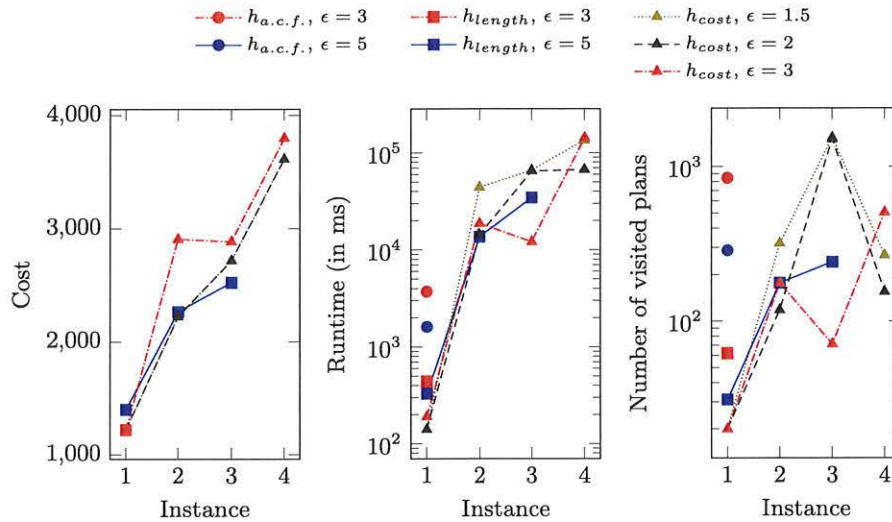 h_{a.c.f.}, ϵ = 3
h_{a.c.f.}, ϵ = 5
h_{length}, ϵ = 3
h_{length}, ϵ = 5
h_{cost}, ϵ = 1.5
h_{cost}, ϵ = 2
h_{cost}, ϵ = 3
Cost
4,000
3,000
2,000
1,000
1 2 3 4
Instance
Runtime (in ms)
10^5
10^4
10^3
10^2
1 2 3 4
Instance
Number of visited plans
10^3
10^2
1 2 3 4
Instance